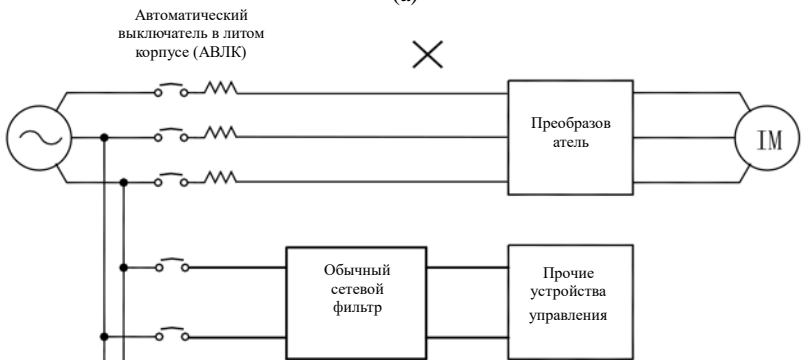 (а)
Автоматический
выключатель в литом
корпусе (АВЛК)
Преобразов
атель
IM
Обычный
сетевой
фильтр
Прочие
устройства
управления